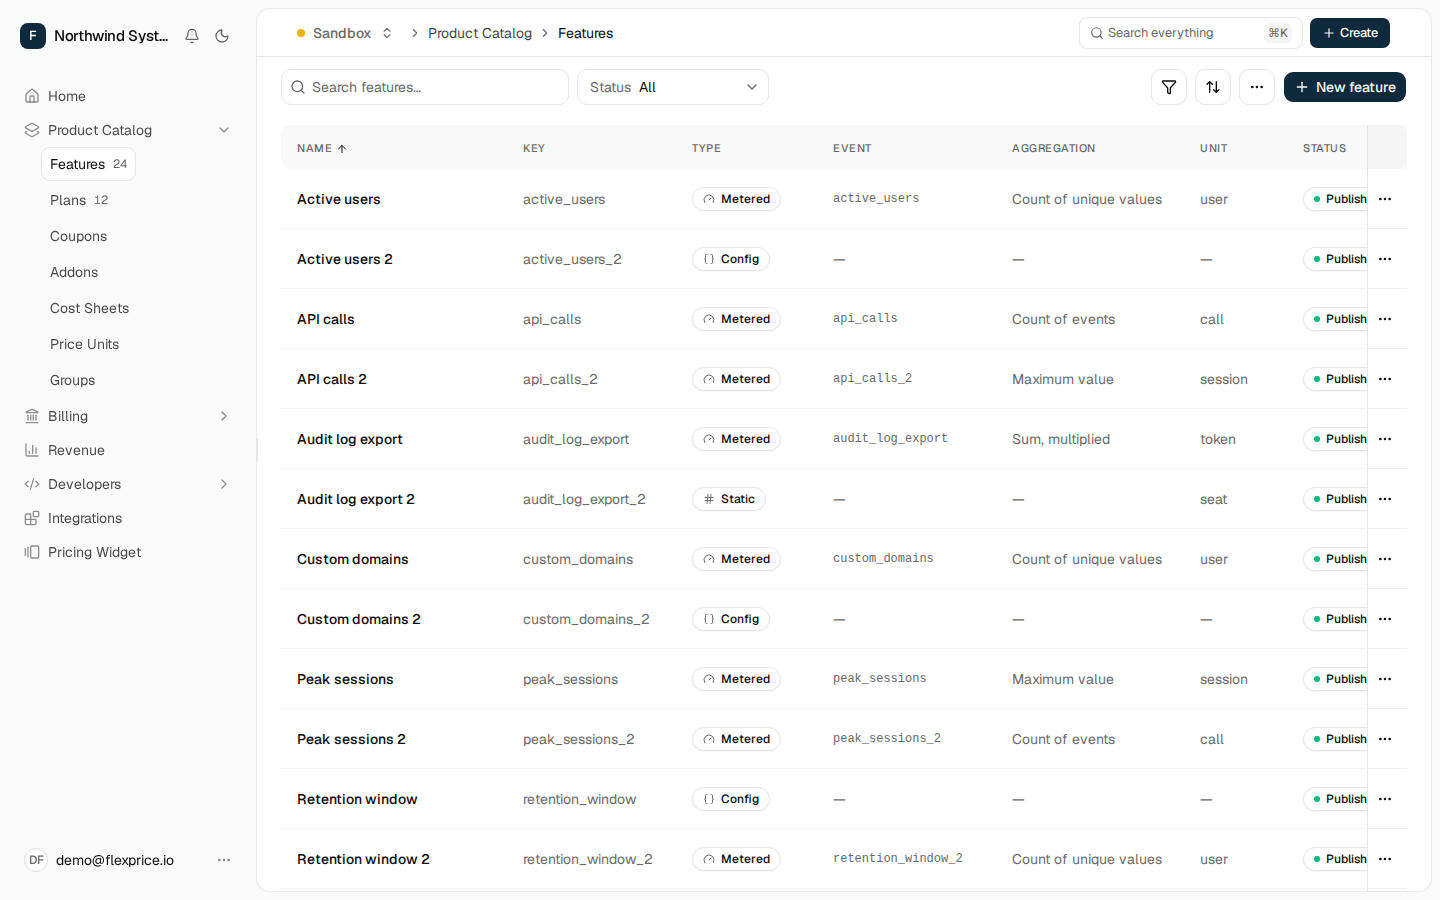 F Northwind Syst...
Home
Product Catalog
Features 24
Plans 12
Coupons
Addons
Cost Sheets
Price Units
Groups
Billing
Revenue
Developers
Integrations
Pricing Widget
DF demo@flexprice.io
Sandbox Product Catalog Features
Search everything ⌘K
Create
Search features...
Status All
New feature
NAME KEY TYPE EVENT AGGREGATION UNIT STATUS
Active users active_users Metered active_users Count of unique values user Publish
Active users 2 active_users_2 Config — — — Publish
API calls api_calls Metered api_calls Count of events call Publish
API calls 2 api_calls_2 Metered api_calls_2 Maximum value session Publish
Audit log export audit_log_export Metered audit_log_export Sum, multiplied token Publish
Audit log export 2 audit_log_export_2 Static — — seat Publish
Custom domains custom_domains Metered custom_domains Count of unique values user Publish
Custom domains 2 custom_domains_2 Config — — — Publish
Peak sessions peak_sessions Metered peak_sessions Maximum value session Publish
Peak sessions 2 peak_sessions_2 Metered peak_sessions_2 Count of events call Publish
Retention window retention_window Config — — — Publish
Retention window 2 retention_window_2 Metered retention_window_2 Count of unique values user Publish